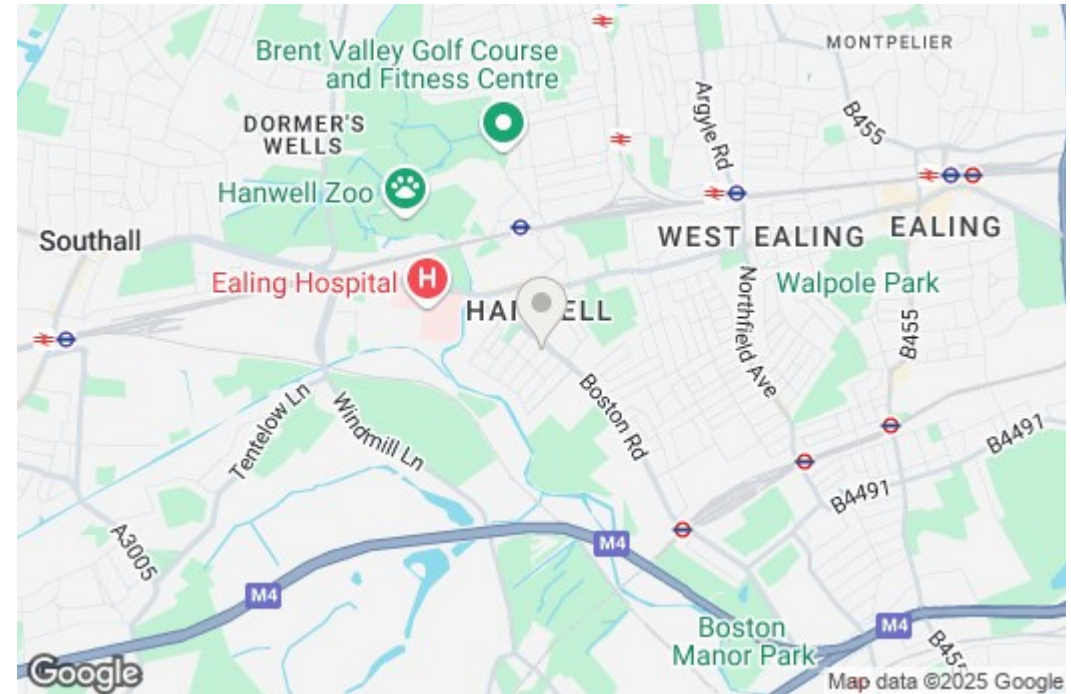 MONTPELIER
Brent Valley Golf Course
and Fitness Centre
Argyle Rd
B455
DORMER'S
WELLS
Hanwell Zoo
Southall
WEST EALING
EALING
Ealing Hospital
H
Walpole Park
Northfield Ave
B455
Boston Rd
Tentelow Ln
Windmill Ln
B4491
B4491
A3005
M4
M4
M4
Boston
Manor Park
B455
Google
Map data ©2025 Google